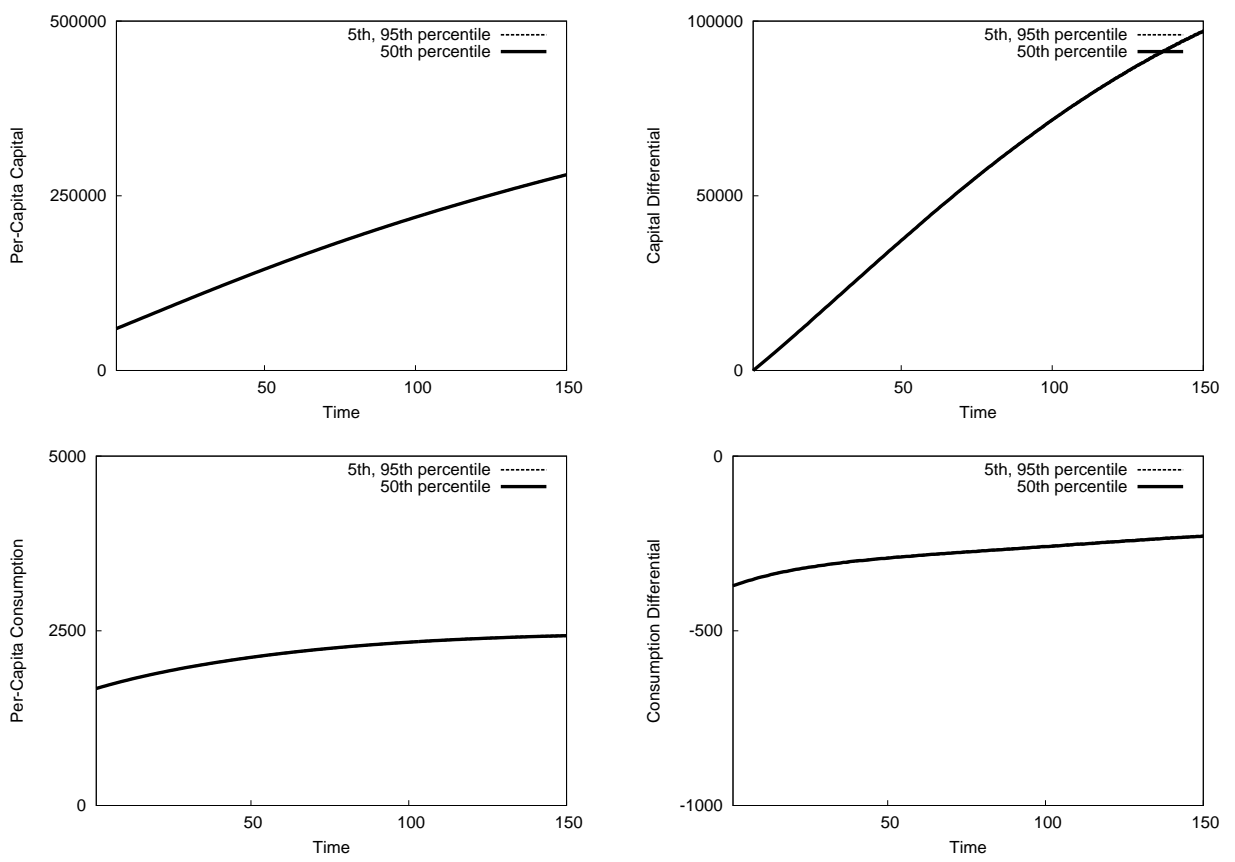 500000
250000
0
50
100
150
Per-Capita Capital
Time
5th, 95th percentile
50th percentile
100000
50000
0
50
100
150
Capital Differential
Time
5th, 95th percentile
50th percentile
5000
2500
0
50
100
150
Per-Capita Consumption
Time
5th, 95th percentile
50th percentile
0
-500
-1000
50
100
150
Consumption Differential
Time
5th, 95th percentile
50th percentile